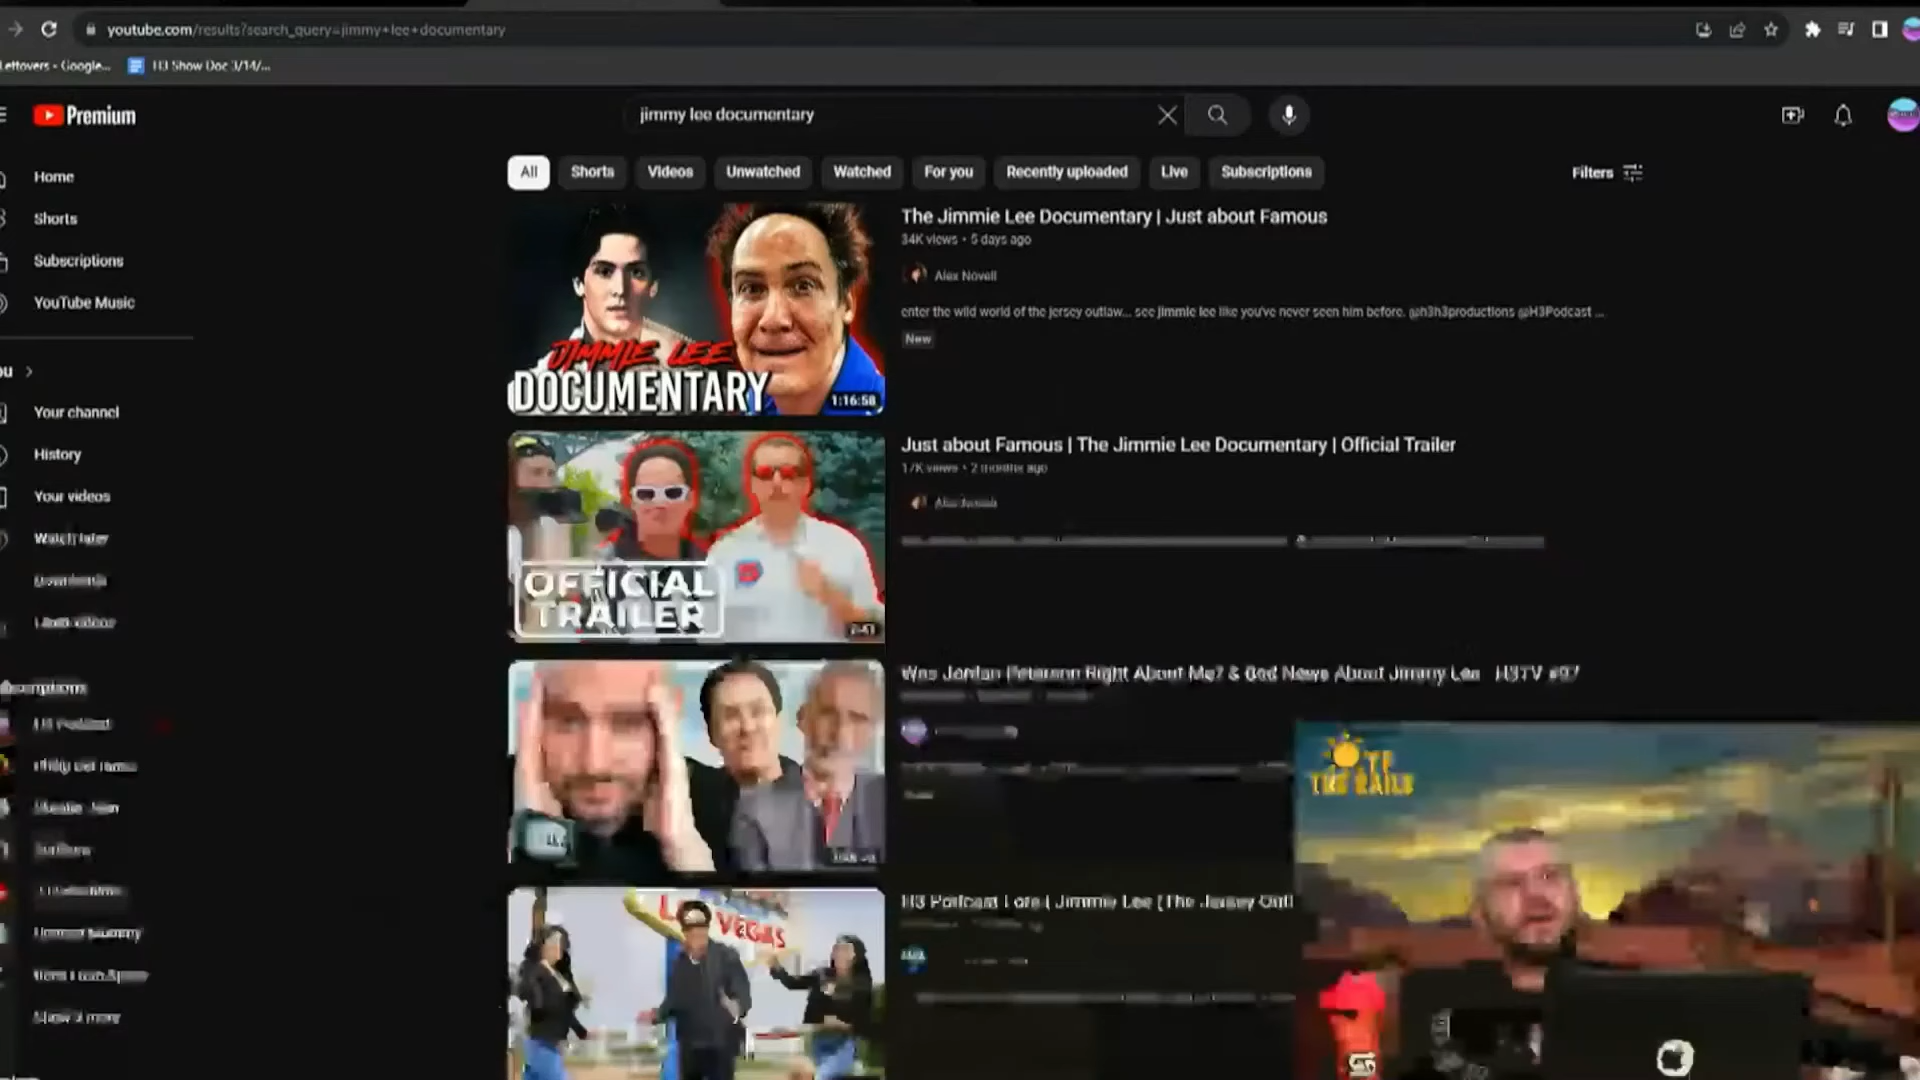 youtube.com/results?search_query=jimmy+lee+documentary
Leftovers - Google...
H3 Show Doc 3/14/...
Premium
jimmy lee documentary
All
Shorts
Videos
Unwatched
Watched
For you
Recently uploaded
Live
Subscriptions
Filters
Home
Shorts
Subscriptions
YouTube Music
Your channel
History
Your videos
Watch later
JIMMIE LEE
DOCUMENTARY
1:16:58
The Jimmie Lee Documentary | Just about Famous
34K views • 5 days ago
Alex Novell
enter the wild world of the jersey outlaw... see jimmie lee like you've never seen him before. @h3h3productions @H3Podcast ...
New
OFFICIAL
TRAILER
2:41
Just about Famous | The Jimmie Lee Documentary | Official Trailer
17K views • 2 months ago
Was Jordan Peterson Right About Me? & Bad News About Jimmy Lee
VEGAS
H3 Podcast Lore | Jimmie Lee
THE RAILS